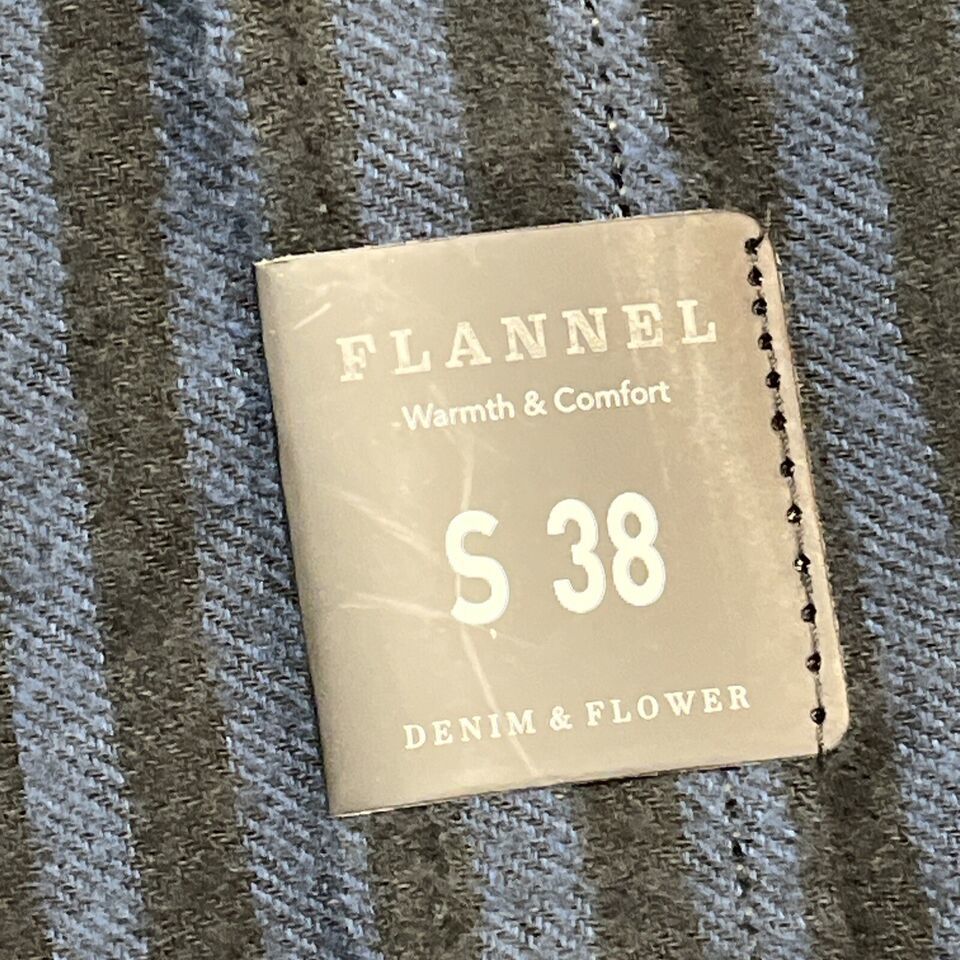 FLANNEL
Warmth & Comfort
S 38
DENIM & FLOWER